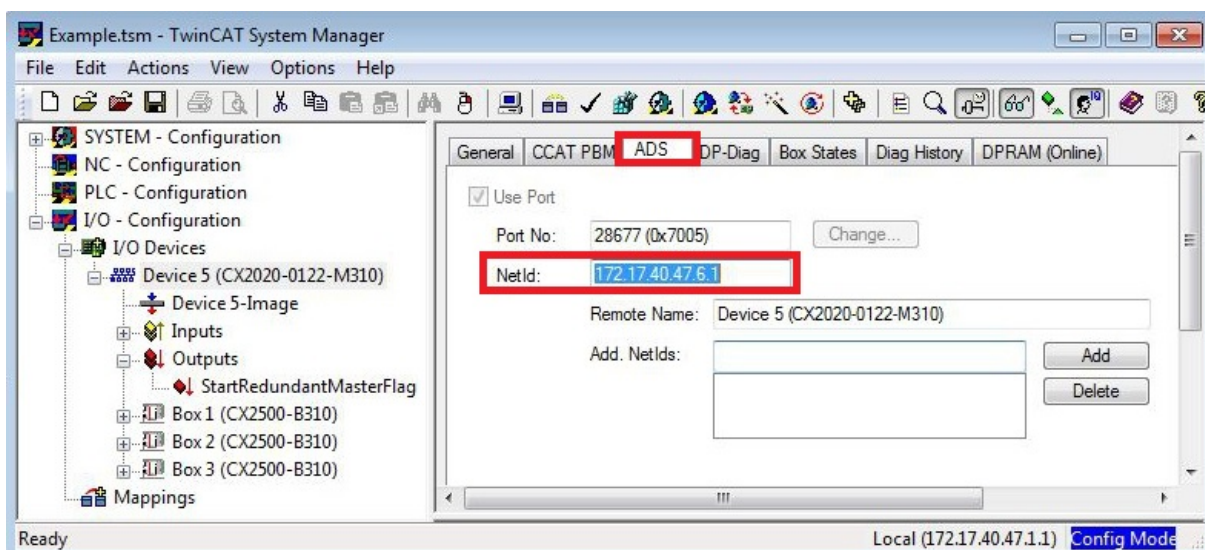 Example.tsm - TwinCAT System Manager
File Edit Actions View Options Help
SYSTEM - Configuration
NC - Configuration
PLC - Configuration
I/O - Configuration
I/O Devices
Device 5 (CX2020-0122-M310)
Device 5-Image
Inputs
Outputs
StartRedundantMasterFlag
Box 1 (CX2500-B310)
Box 2 (CX2500-B310)
Box 3 (CX2500-B310)
Mappings
General CCAT PBM ADS DP-Diag Box States Diag History DPRAM (Online)
Use Port
Port No: 28677 (0x7005) Change...
NetId: 172.17.40.47.6.1
Remote Name: Device 5 (CX2020-0122-M310)
Add. NetIds: Add
Delete
Ready Local (172.17.40.47.1.1) Config Mode